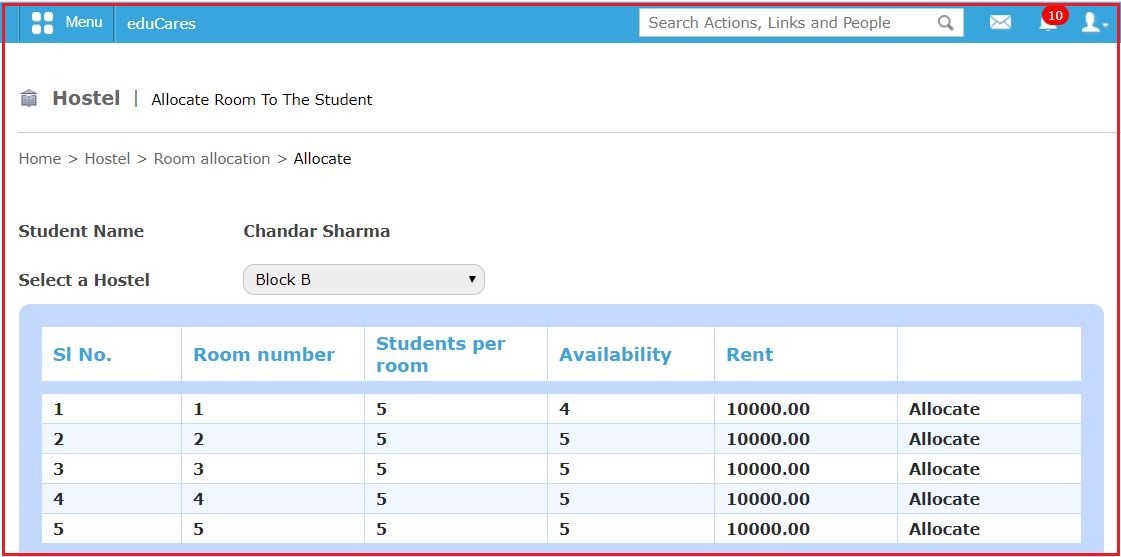 Menu eduCares Search Actions, Links and People 10
Hostel | Allocate Room To The Student
Home > Hostel > Room allocation > Allocate
Student Name Chandar Sharma
Select a Hostel Block B
Sl No. Room number Students per room Availability Rent
1 1 5 4 10000.00 Allocate
2 2 5 5 10000.00 Allocate
3 3 5 5 10000.00 Allocate
4 4 5 5 10000.00 Allocate
5 5 5 5 10000.00 Allocate